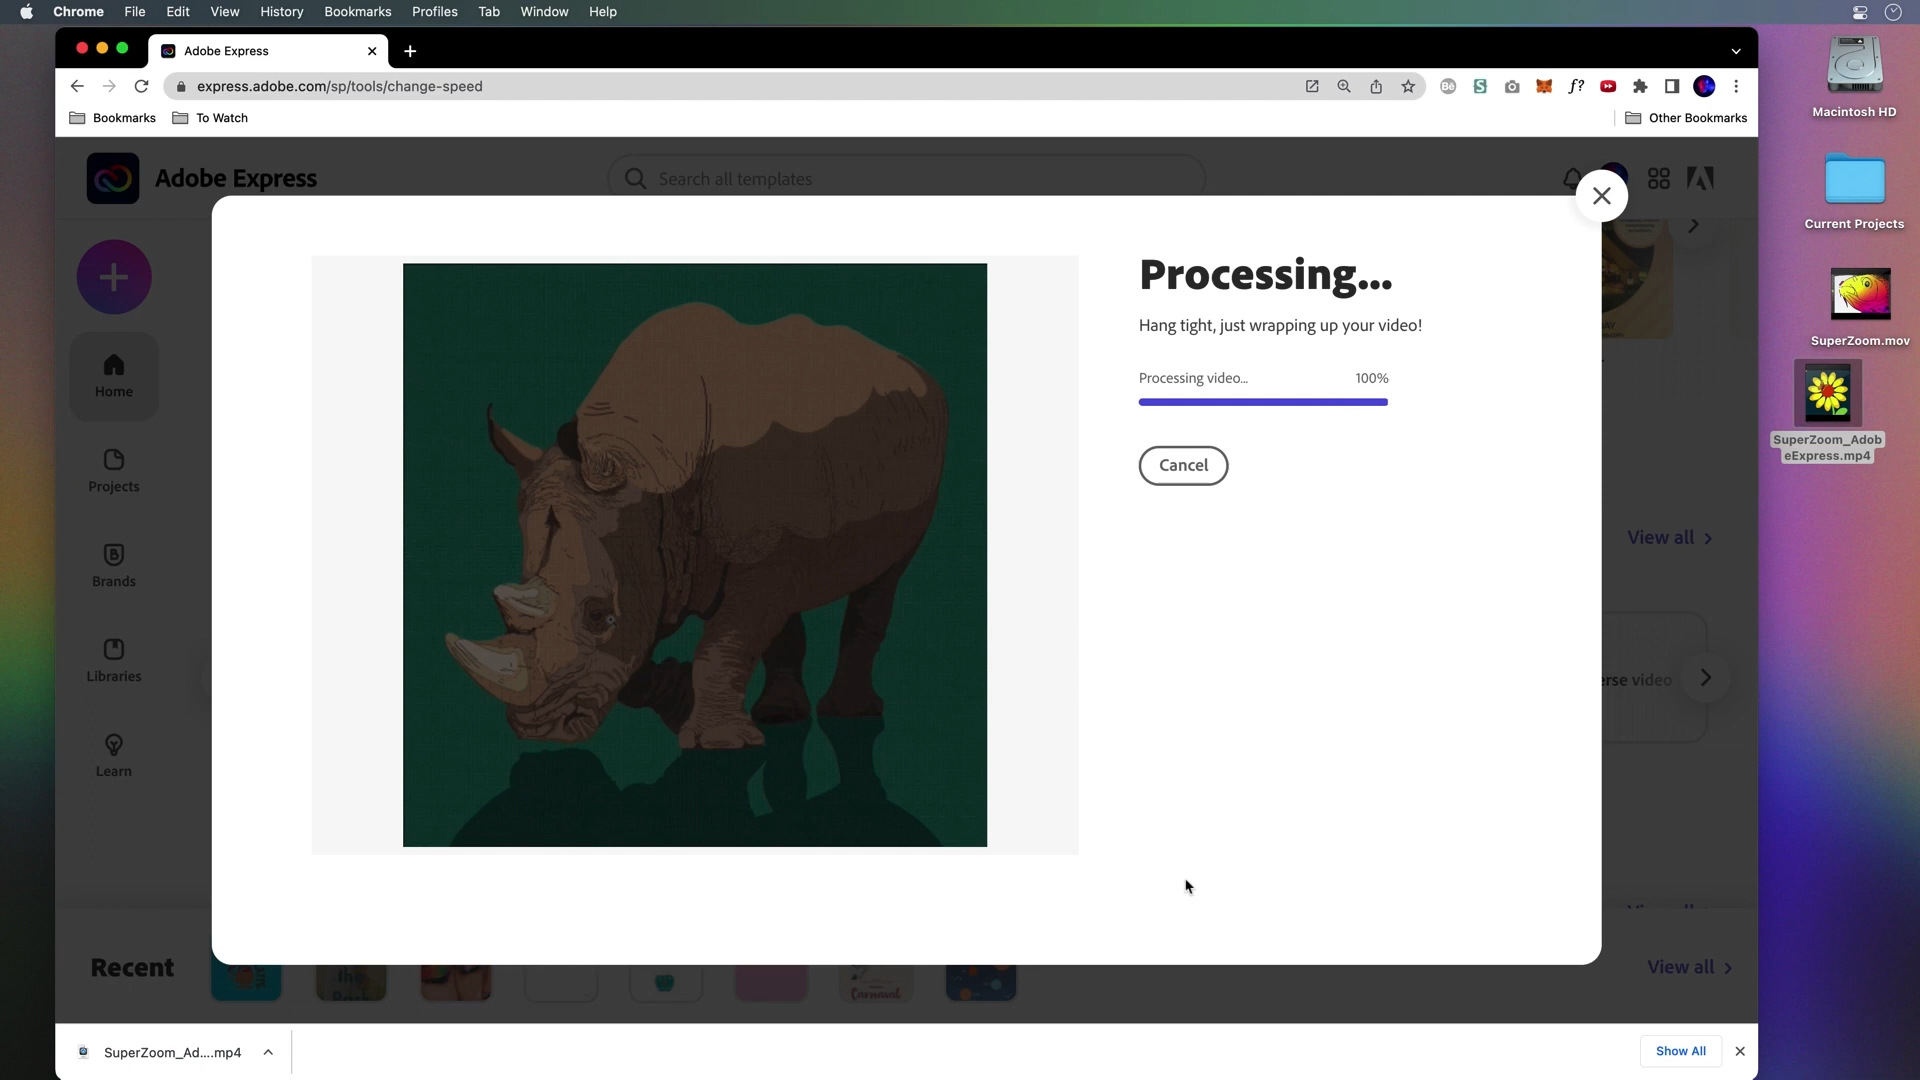 Chrome File Edit View History Bookmarks Profiles Tab Window Help
Adobe Express
express.adobe.com/sp/tools/change-speed
Bookmarks To Watch
Other Bookmarks
Macintosh HD
Current Projects
SuperZoom.mov
SuperZoom_Adob
eExpress.mp4
Adobe Express
Search all templates
Home
Projects
Brands
Libraries
Learn
Processing...
Hang tight, just wrapping up your video!
Processing video... 100%
Cancel
View all
erse video
Recent
View all
Carnaval
SuperZoom_Ad....mp4
Show All